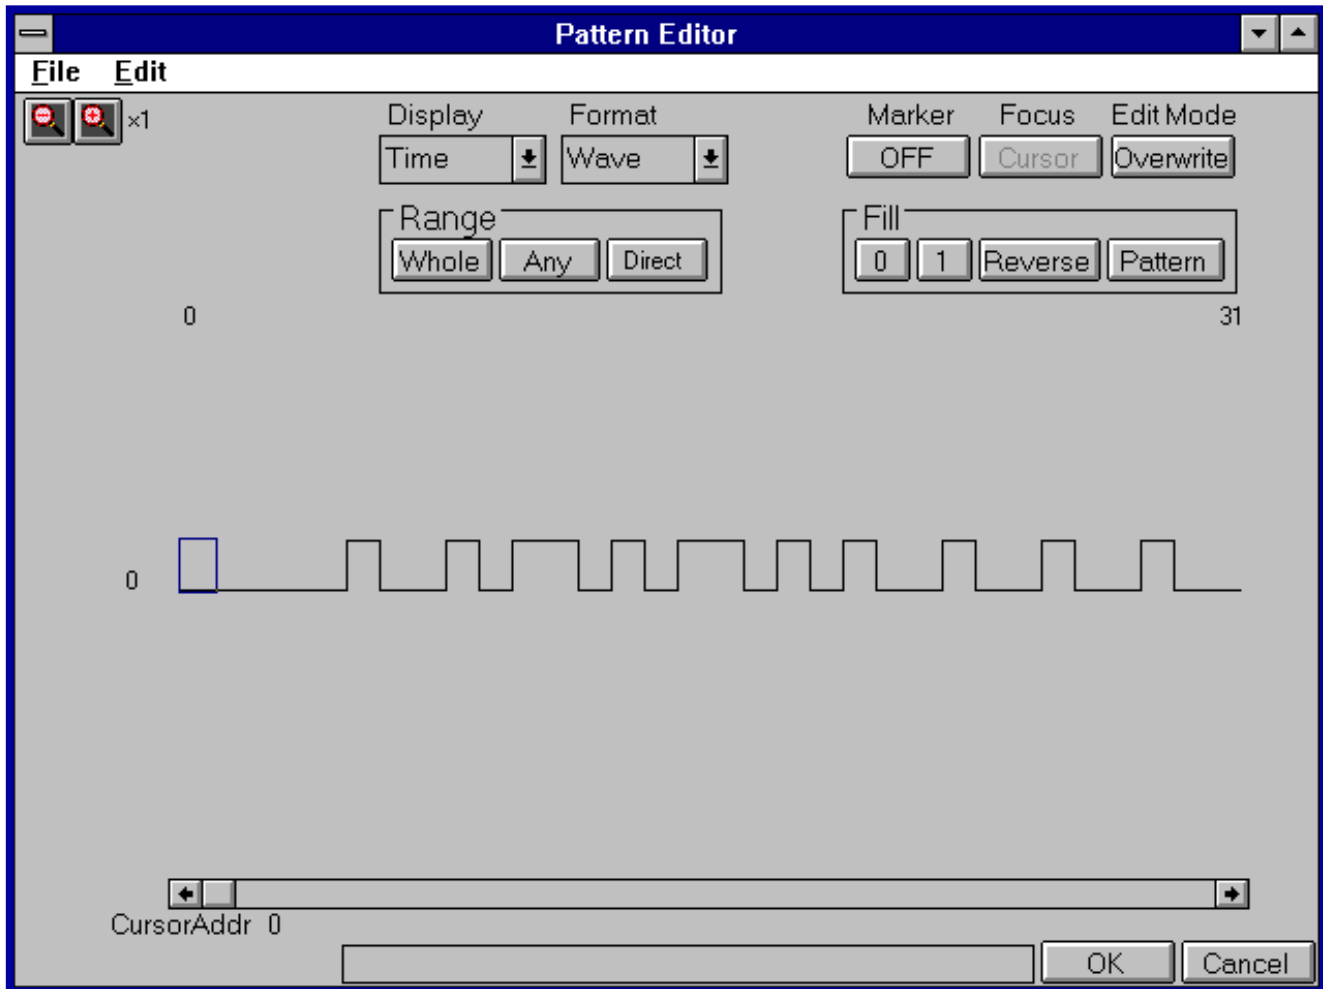 Pattern Editor
File Edit
×1
Display Format Marker Focus Edit Mode
Time Wave OFF Cursor Overwrite
Range Fill
Whole Any Direct 0 1 Reverse Pattern
0 31
0
CursorAddr 0
OK Cancel